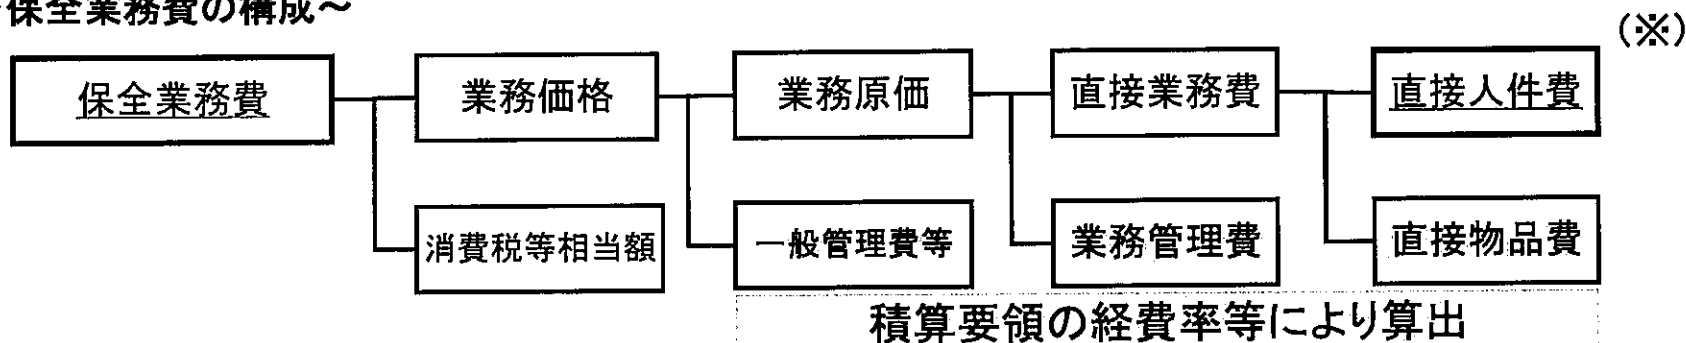 保全業務費の構成～
(※)
保全業務費
業務価格
業務原価
直接業務費
直接人件費
消費税等相当額
一般管理費等
業務管理費
直接物品費
積算要領の経費率等により算出